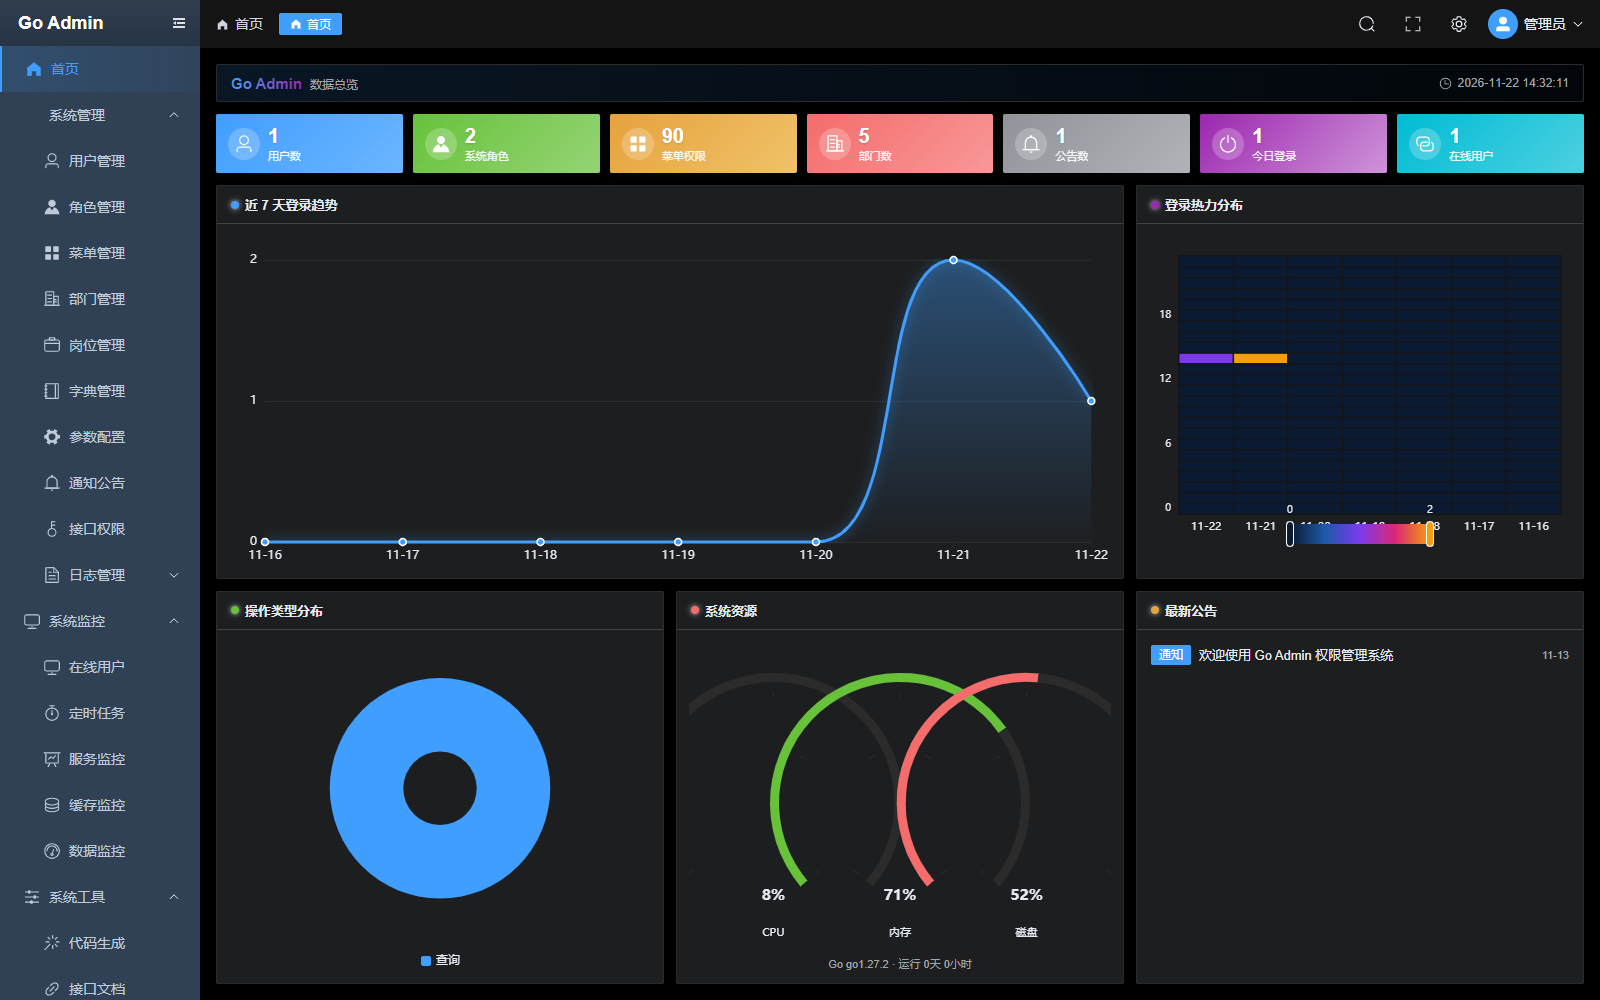 Go Admin
首页
系统管理
用户管理
角色管理
菜单管理
部门管理
岗位管理
字典管理
参数配置
通知公告
接口权限
日志管理
系统监控
在线用户
定时任务
服务监控
缓存监控
数据监控
系统工具
代码生成
接口文档
首页 首页
管理员
Go Admin 数据总览
2026-11-22 14:32:11
1
用户数
2
系统角色
90
菜单权限
5
部门数
1
公告数
1
今日登录
1
在线用户
近 7 天登录趋势
2
1
0
11-16 11-17 11-18 11-19 11-20 11-21 11-22
登录热力分布
18
12
6
0
0 2
11-22 11-21 11-17 11-16
操作类型分布
查询
系统资源
8% 71% 52%
CPU 内存 磁盘
Go go1.27.2 · 运行 0天 0小时
最新公告
通知 欢迎使用 Go Admin 权限管理系统 11-13